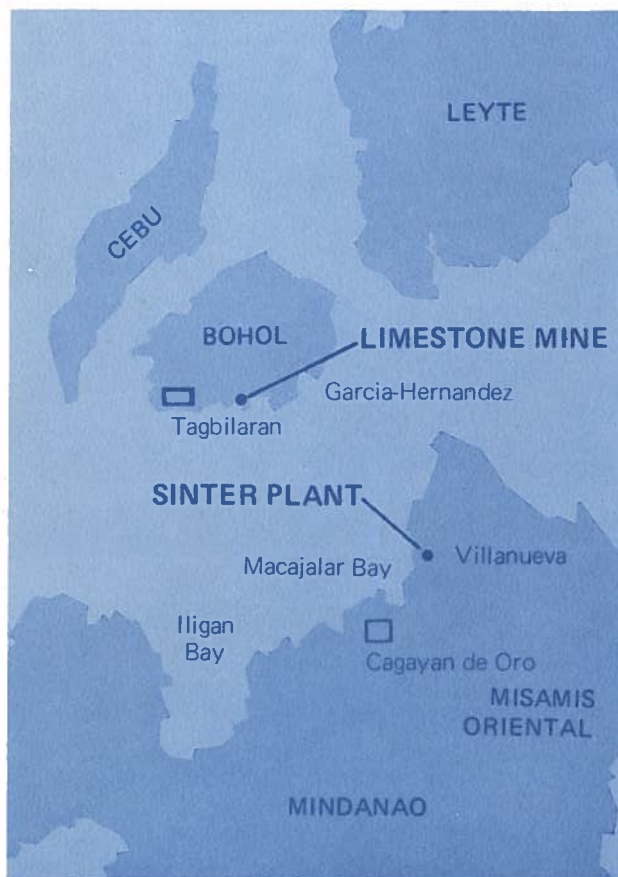 LEYTE
CEBU
BOHOL
LIMESTONE MINE
Garcia-Hernandez
Tagbilaran
SINTER PLANT
Villanueva
Macajalar Bay
Iligan
Bay
Cagayan de Oro
MISAMIS
ORIENTAL
MINDANAO